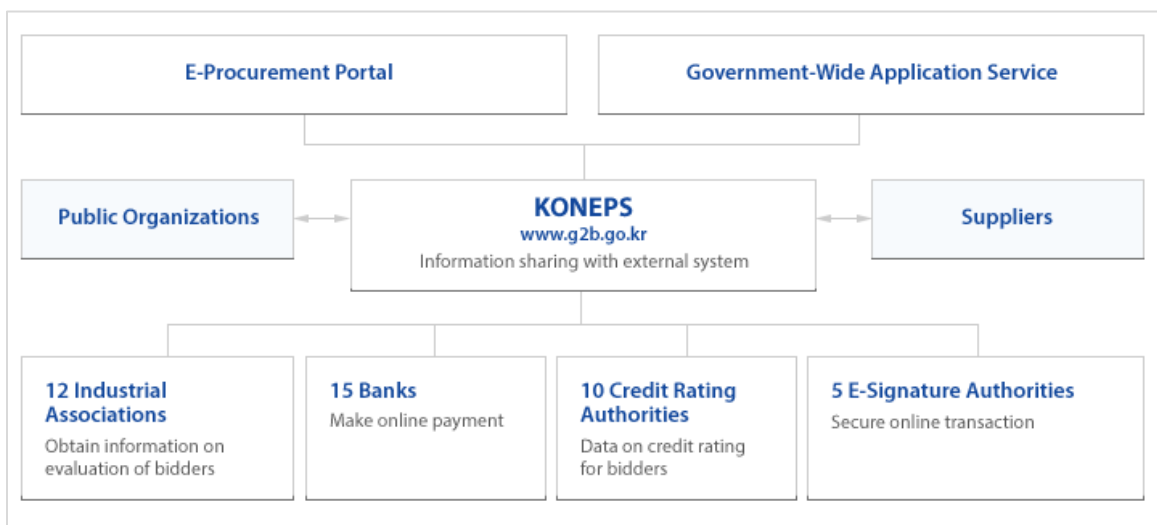 E-Procurement Portal
Government-Wide Application Service
Public Organizations
KONEPS
www.g2b.go.kr
Information sharing with external system
Suppliers
12 Industrial
Associations
Obtain information on
evaluation of bidders
15 Banks
Make online payment
10 Credit Rating
Authorities
Data on credit rating
for bidders
5 E-Signature Authorities
Secure online transaction